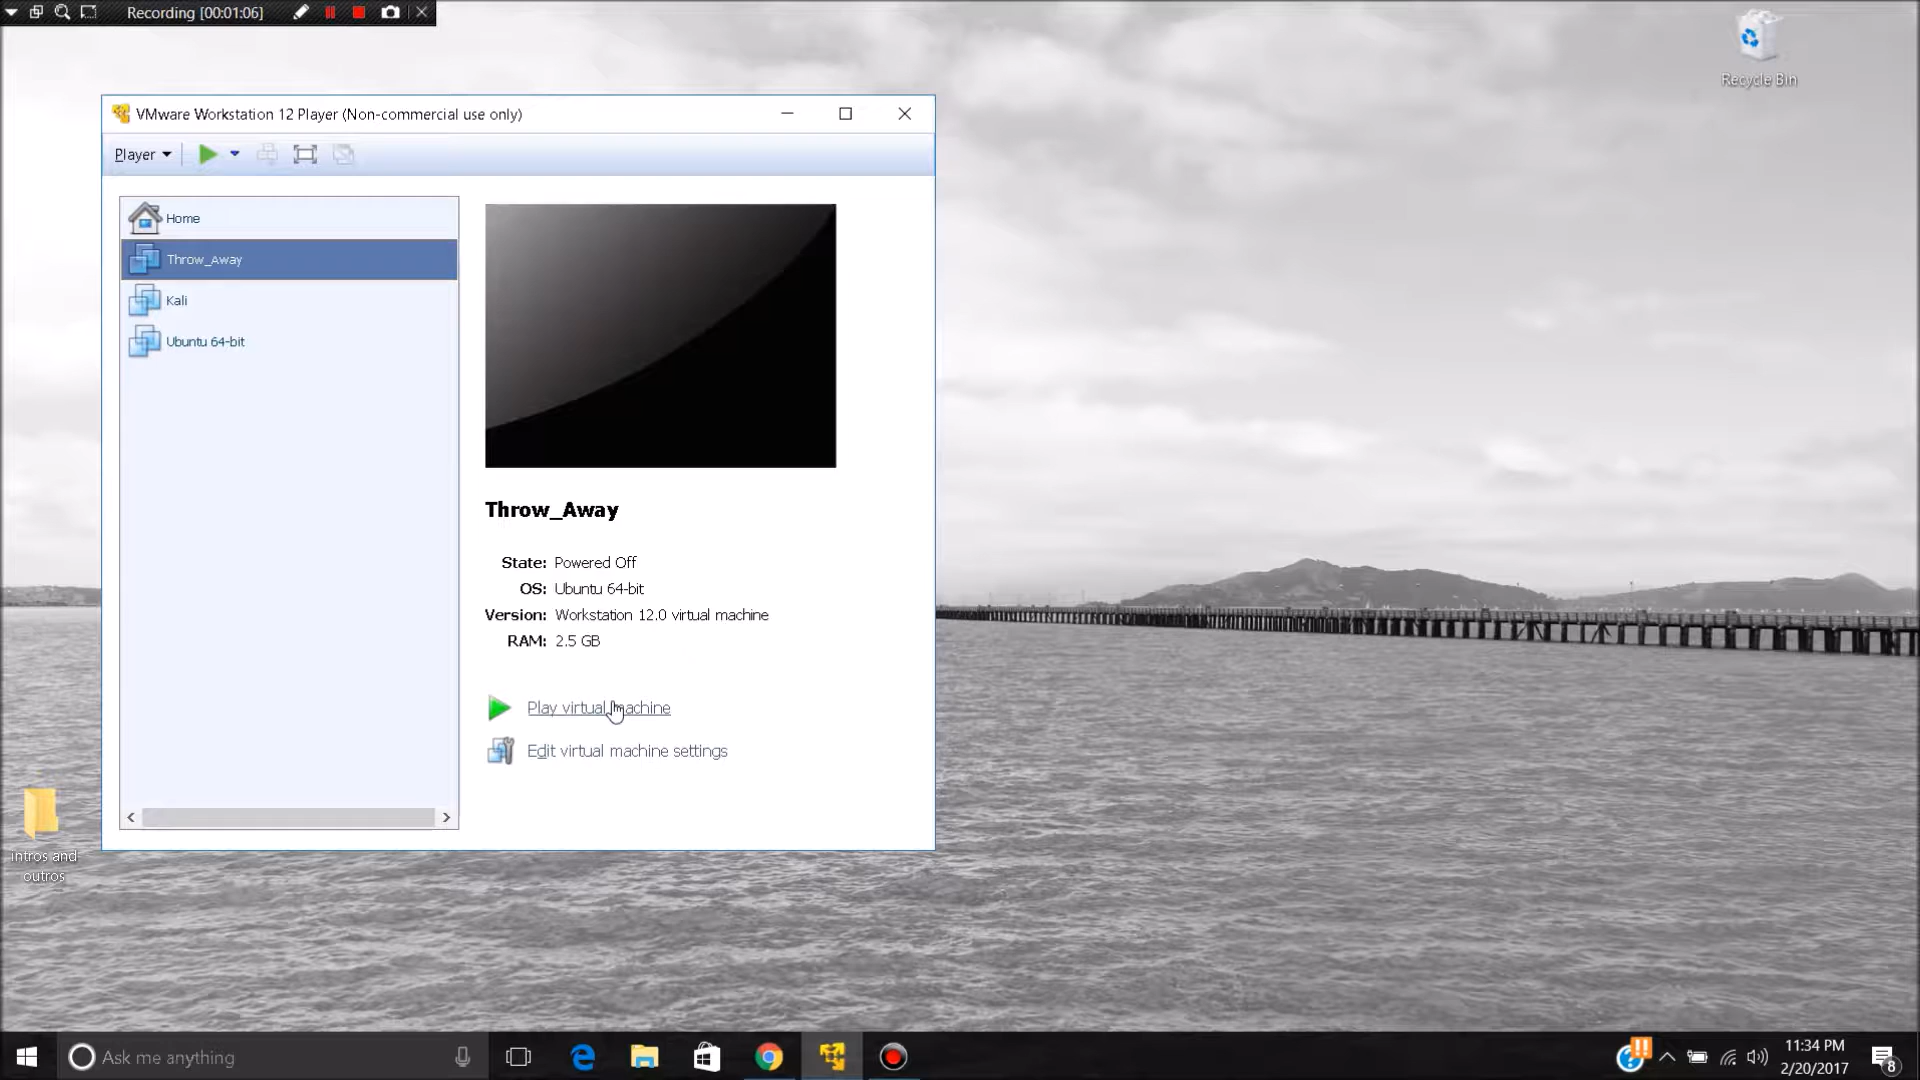 Recording [00:01:06]
Recycle Bin
VMware Workstation 12 Player (Non-commercial use only)
Player
Home
Throw_Away
Kali
Ubuntu 64-bit
Throw_Away
State: Powered Off
OS: Ubuntu 64-bit
Version: Workstation 12.0 virtual machine
RAM: 2.5 GB
Play virtual machine
Edit virtual machine settings
intros and
outros
Ask me anything
11:34 PM
2/20/2017
8